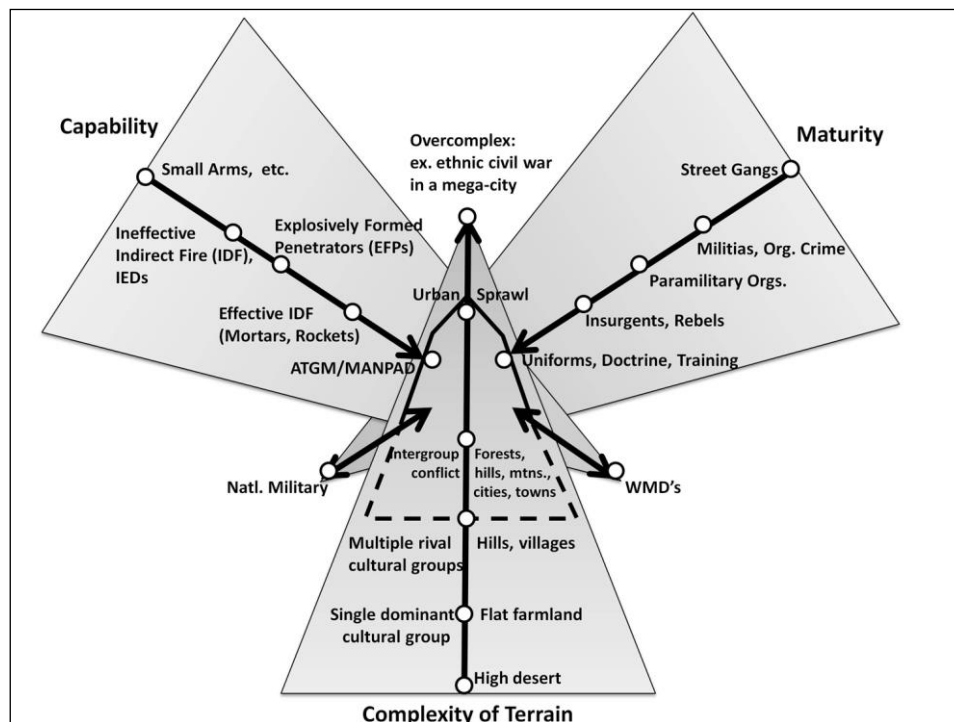 Capability
Maturity
Overcomplex:
ex. ethnic civil war
in a mega-city
Small Arms, etc.
Street Gangs
Ineffective
Indirect Fire (IDF),
IEDs
Explosively Formed
Penetrators (EFPs)
Militias, Org. Crime
Paramilitary Orgs.
Effective IDF
(Mortars, Rockets)
Urban Sprawl
Insurgents, Rebels
ATGM/MANPAD
Uniforms, Doctrine, Training
Intergroup
conflict
Forests,
hills, mtns.,
cities, towns
Natl. Military
WMD's
Multiple rival
cultural groups
Hills, villages
Single dominant
cultural group
Flat farmland
High desert
Complexity of Terrain